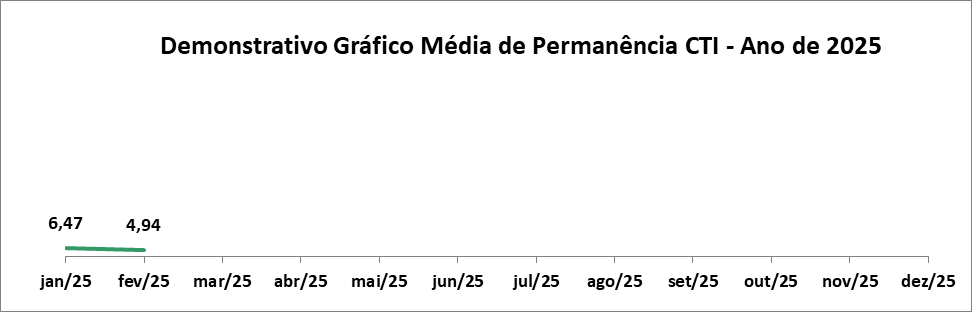 Demonstrativo Gráfico Média de Permanência CTI - Ano de 2025
6,47 4,94
jan/25 fev/25 mar/25 abr/25 mai/25 jun/25 jul/25 ago/25 set/25 out/25 nov/25 dez/25